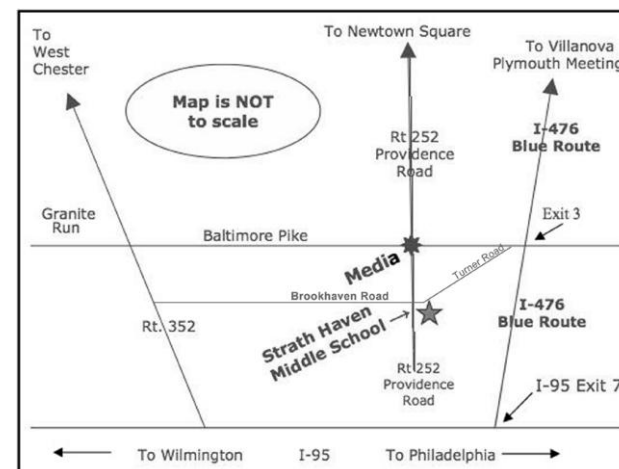 To
West
Chester
To Newtown Square
To Villanova
Plymouth Meeting
Map is NOT
to scale
Rt 252
Providence
Road
I-476
Blue Route
Granite
Run
Baltimore Pike
Exit 3
Media
Turner Road
Brookhaven Road
Rt. 352
Strath Haven
Middle School
I-476
Blue Route
Rt 252
Providence
Road
I-95 Exit 7
To Wilmington
I-95
To Philadelphia